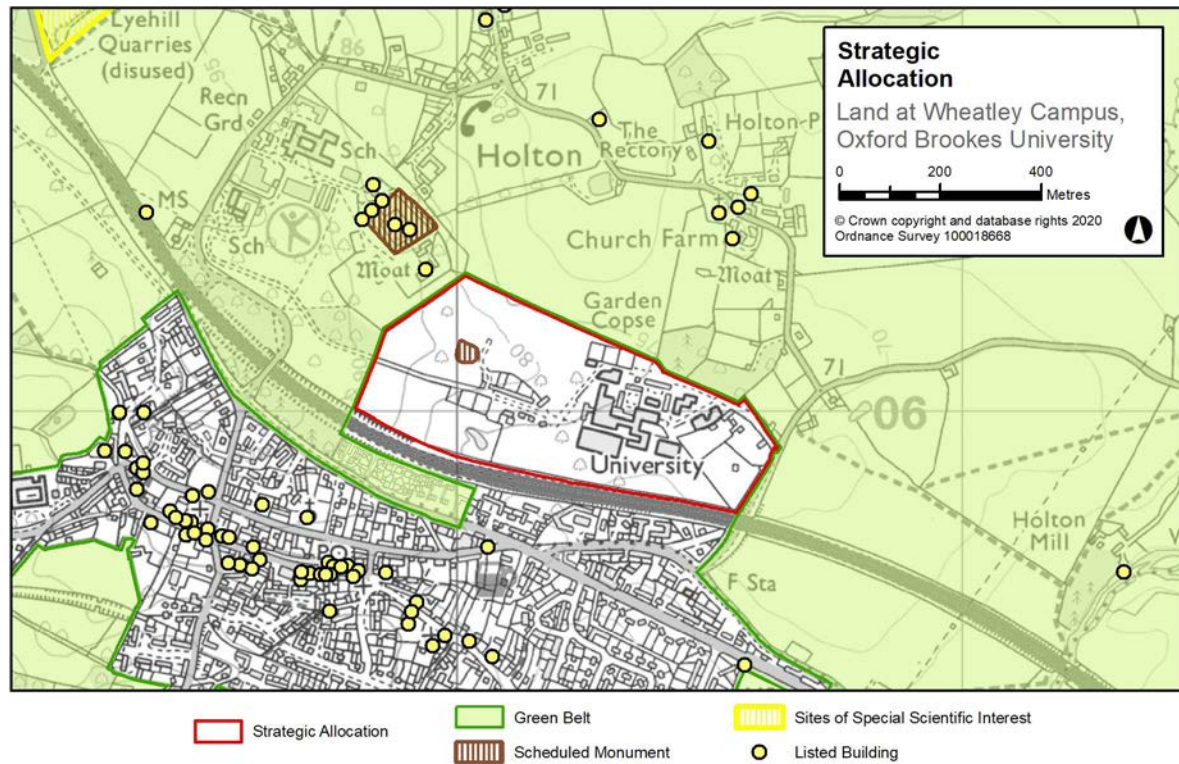 Lyehill
Quarries
(disused)
86
Recn
Grd
Sch
71
Holton
The
Rectory
Holton-P
MS
Sch
Church Farm
Moat
Moat
Garden
Copse
80
71
70
06
University
Holton
Mill
W
F Sta
Strategic
Allocation
Land at Wheatley Campus,
Oxford Brookes University
0 200 400
Metres
© Crown copyright and database rights 2020
Ordnance Survey 100018668
Strategic Allocation
Green Belt
Scheduled Monument
Sites of Special Scientific Interest
Listed Building